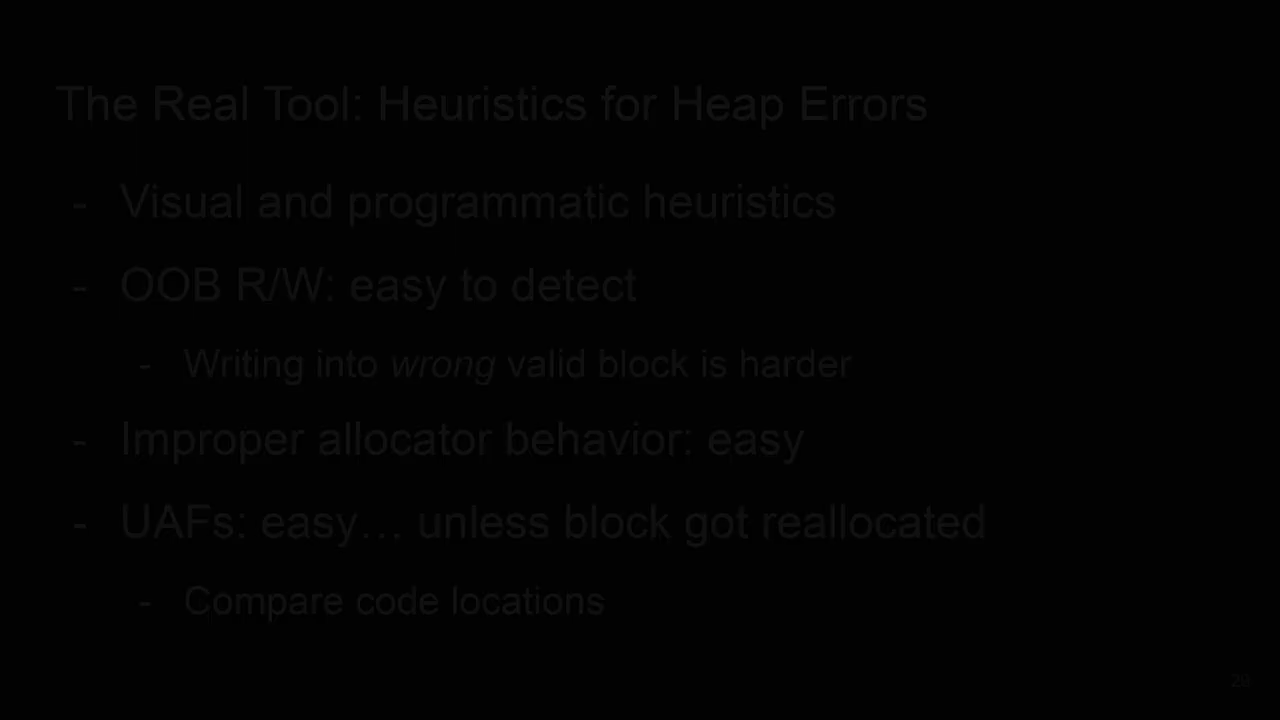 The Real Tool: Heuristics for Heap Errors
- Visual and programmatic heuristics
- OOB R/W: easy to detect
- Writing into wrong valid block is harder
- Improper allocator behavior: easy
- UAFs: easy… unless block got reallocated
- Compare code locations